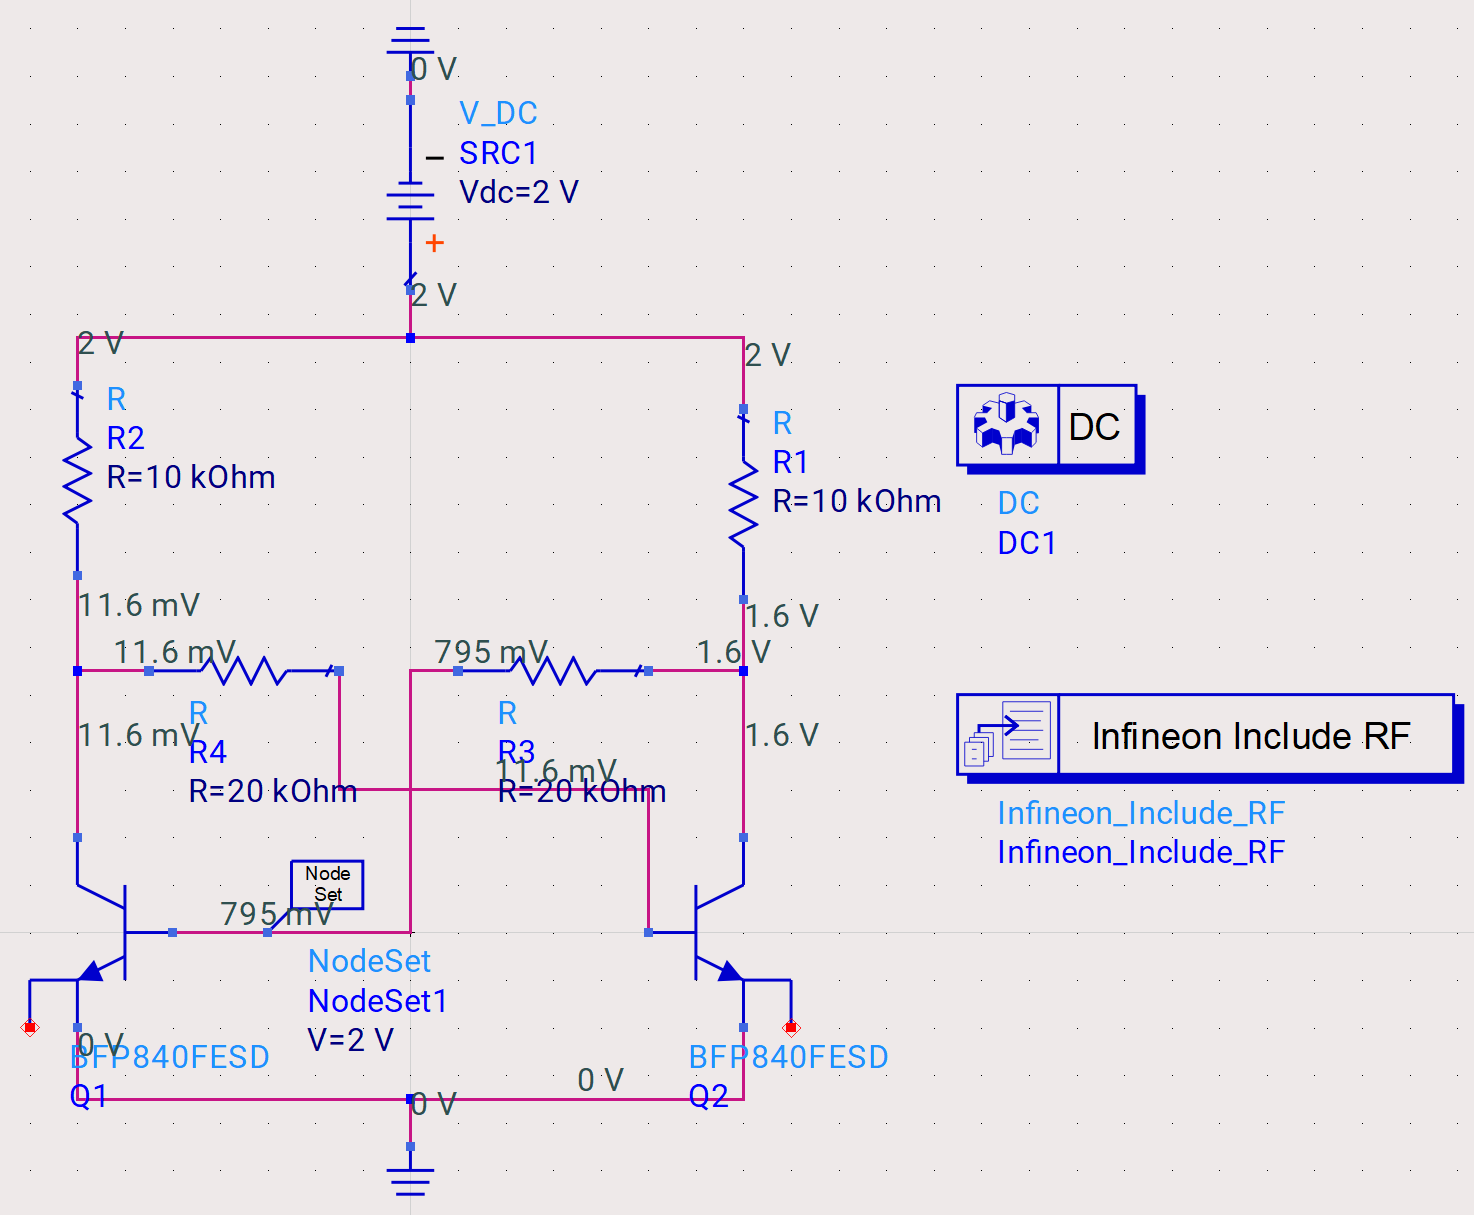 0 V
V_DC
SRC1
Vdc=2 V
−
+
2 V
2 V
2 V
R
R2
R=10 kOhm
R
R1
R=10 kOhm
DC
DC
DC1
11.6 mV
1.6 V
11.6 mV
795 mV
1.6 V
R
R4
R=20 kOhm
R
R3
R=20 kOhm
11.6 mV
11.6 mV
1.6 V
Infineon Include RF
Infineon_Include_RF
Infineon_Include_RF
Node
Set
795 mV
NodeSet
NodeSet1
V=2 V
0 V
BFP840FESD
Q1
BFP840FESD
Q2
0 V
0 V